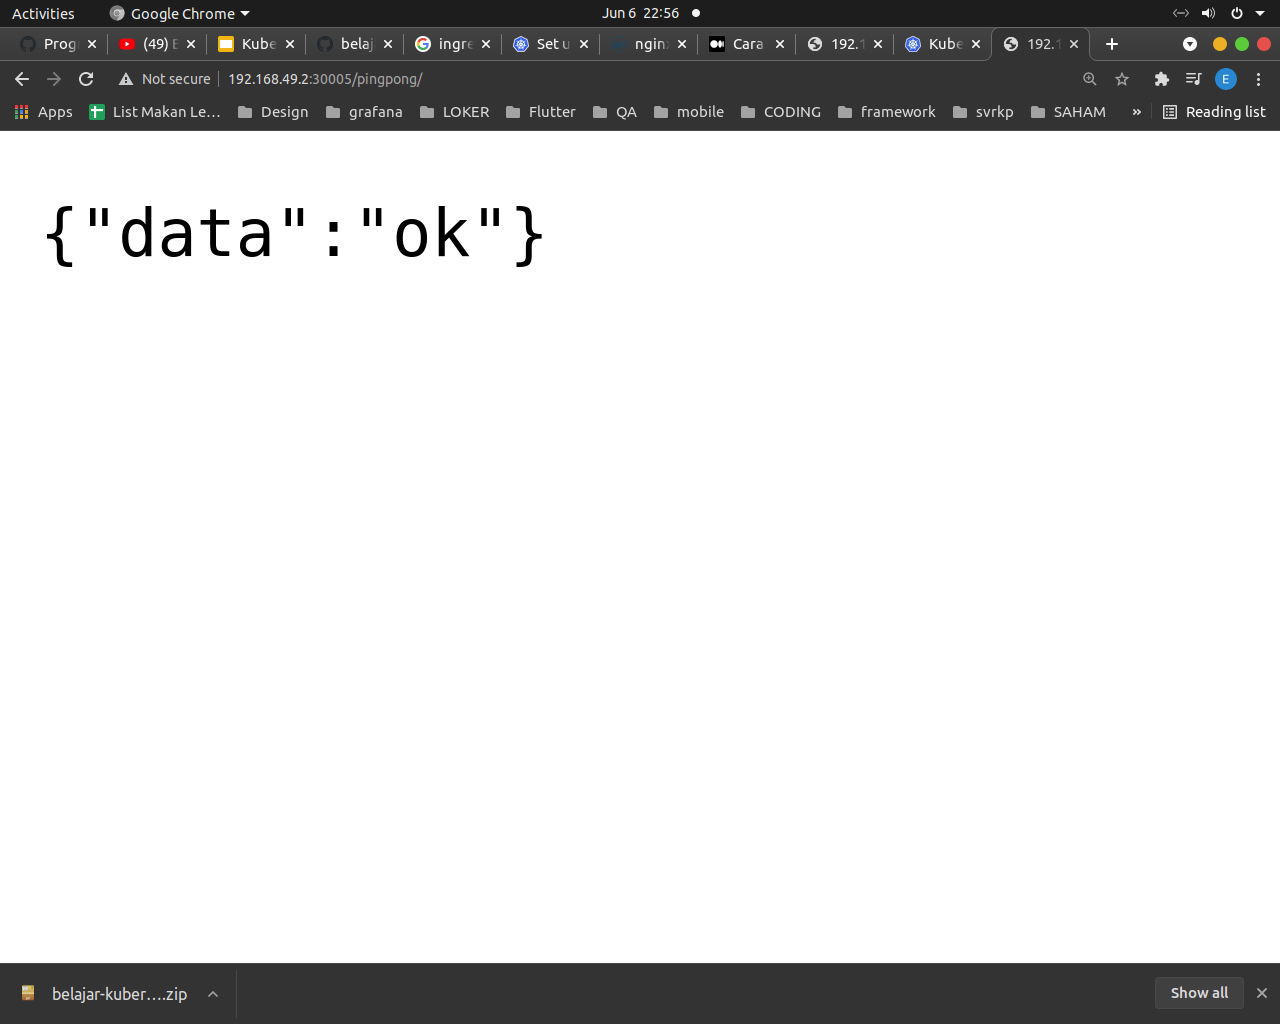 Activities Google Chrome Jun 6 22:56
Prog (49) E Kube belaj ingre Set u nginx Cara 192.1 Kube 192.1
Not secure 192.168.49.2:30005/pingpong/ E
Apps List Makan Le... Design grafana LOKER Flutter QA mobile CODING framework svrkp SAHAM » Reading list
{"data":"ok"}
belajar-kuber....zip Show all